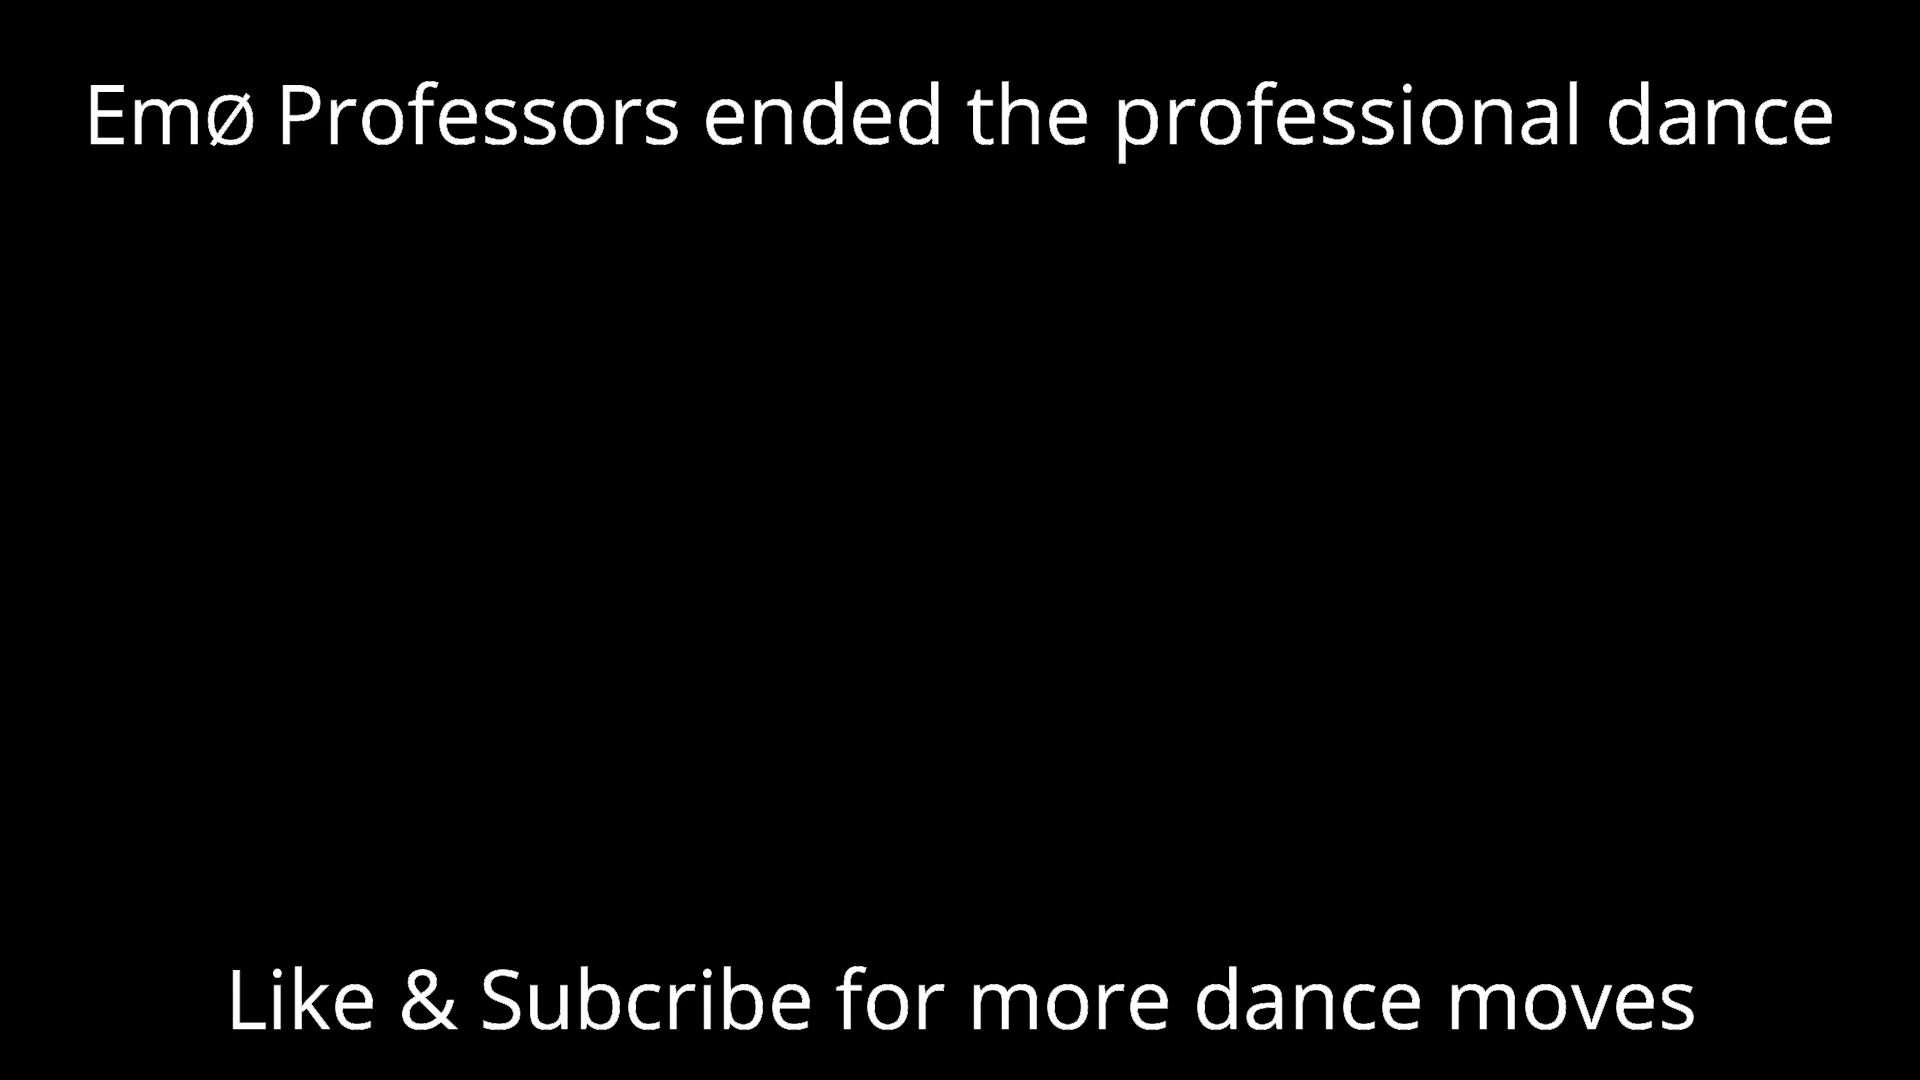 Emø Professors ended the professional dance
Like & Subcribe for more dance moves